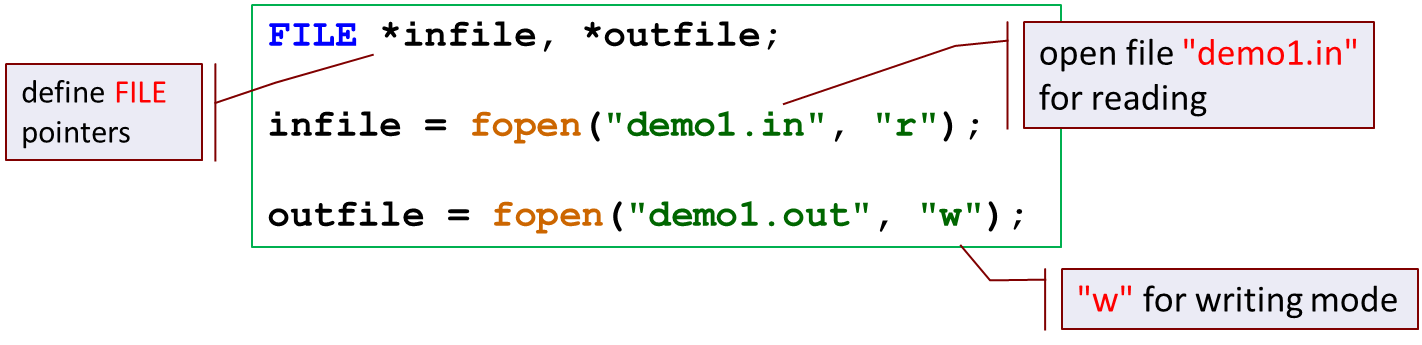 FILE *infile, *outfile;
define FILE
pointers
open file "demo1.in"
for reading
infile = fopen("demo1.in", "r");
outfile = fopen("demo1.out", "w");
"w" for writing mode